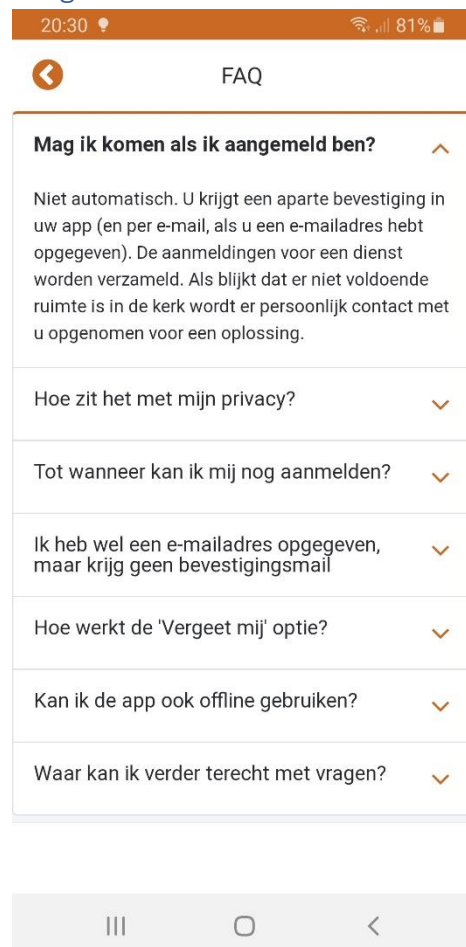 20:30 81%
FAQ
Mag ik komen als ik aangemeld ben?
Niet automatisch. U krijgt een aparte bevestiging in
uw app (en per e-mail, als u een e-mailadres hebt
opgegeven). De aanmeldingen voor een dienst
worden verzameld. Als blijkt dat er niet voldoende
ruimte is in de kerk wordt er persoonlijk contact met
u opgenomen voor een oplossing.
Hoe zit het met mijn privacy?
Tot wanneer kan ik mij nog aanmelden?
Ik heb wel een e-mailadres opgegeven,
maar krijg geen bevestigingsmail
Hoe werkt de 'Vergeet mij' optie?
Kan ik de app ook offline gebruiken?
Waar kan ik verder terecht met vragen?